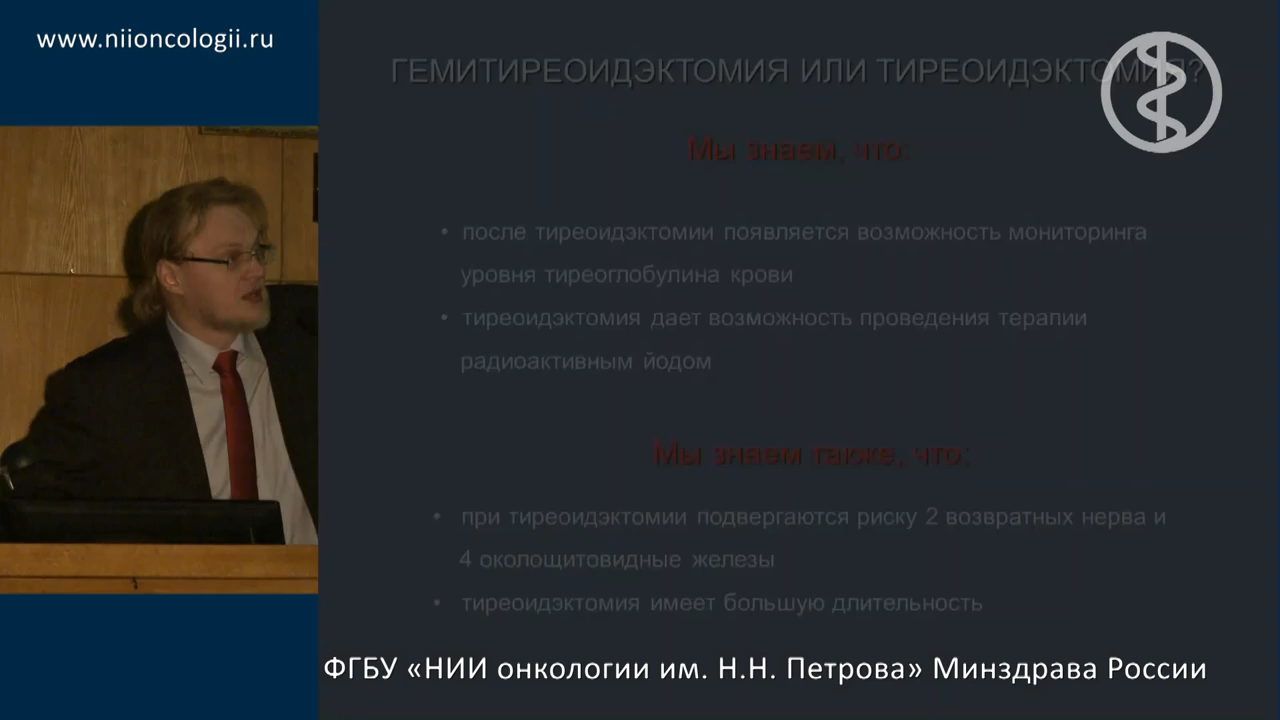 www.niioncologii.ru
ГЕМИТИРЕОИДЭКТОМИЯ ИЛИ ТИРЕОИДЭКТОМИЯ?
Мы знаем, что:
• после тиреоидэктомии появляется возможность мониторинга
уровня тиреоглобулина крови
• тиреоидэктомия дает возможность проведения терапии
радиоактивным йодом
Мы знаем также, что:
• при тиреоидэктомии подвергаются риску 2 возвратных нерва и
4 околощитовидные железы
• тиреоидэктомия имеет большую длительность
ФГБУ «НИИ онкологии им. Н.Н. Петрова» Минздрава России